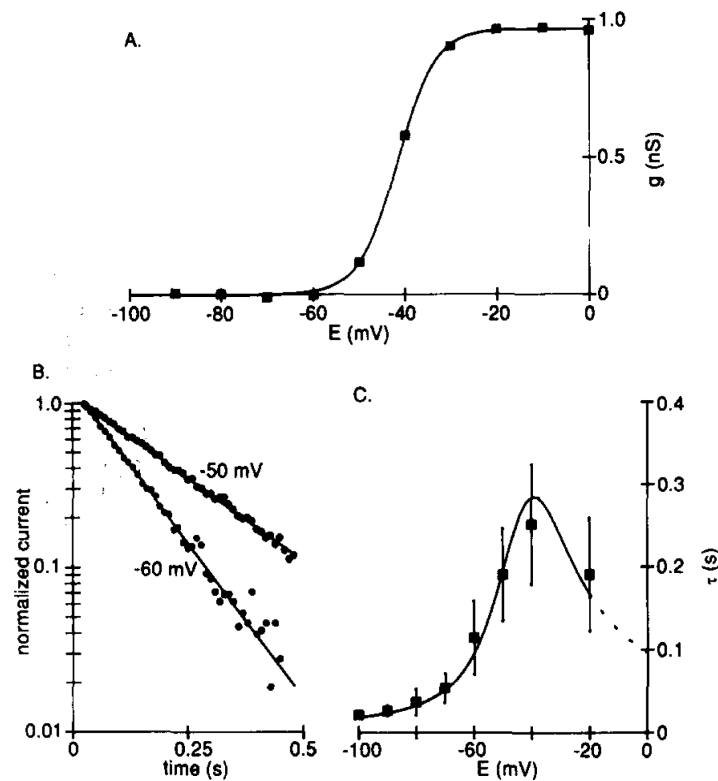 A.
1.0
0.5
0
g (nS)
-100 -80 -60 -40 -20 0
E (mV)
B.
1.0
0.1
0.01
normalized current
-50 mV
-60 mV
0 0.25 0.5
time (s)
C.
0.4
0.3
0.2
0.1
0
τ (s)
-100 -60 -40 -20 0
E (mV)